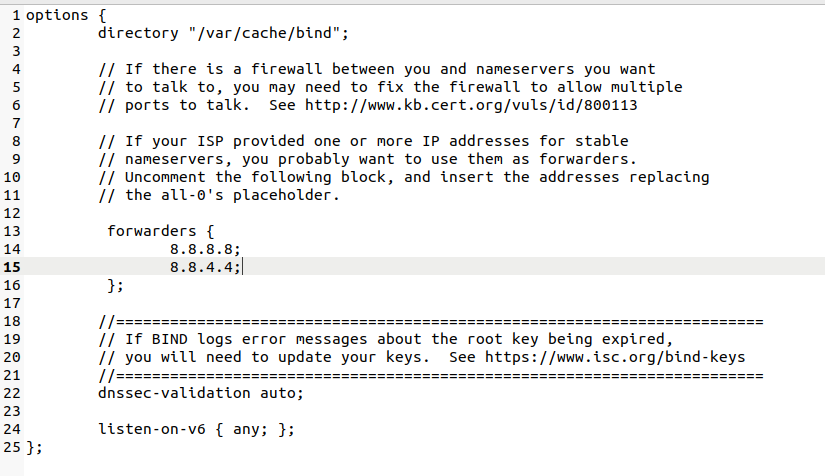 1 options {
2 directory "/var/cache/bind";
3
4 // If there is a firewall between you and nameservers you want
5 // to talk to, you may need to fix the firewall to allow multiple
6 // ports to talk.  See http://www.kb.cert.org/vuls/id/800113
7
8 // If your ISP provided one or more IP addresses for stable
9 // nameservers, you probably want to use them as forwarders.
10 // Uncomment the following block, and insert the addresses replacing
11 // the all-0's placeholder.
12
13 forwarders {
14 8.8.8.8;
15 8.8.4.4;
16 };
17
18 //========================================================================
19 // If BIND logs error messages about the root key being expired,
20 // you will need to update your keys.  See https://www.isc.org/bind-keys
21 //========================================================================
22 dnssec-validation auto;
23
24 listen-on-v6 { any; };
25 };